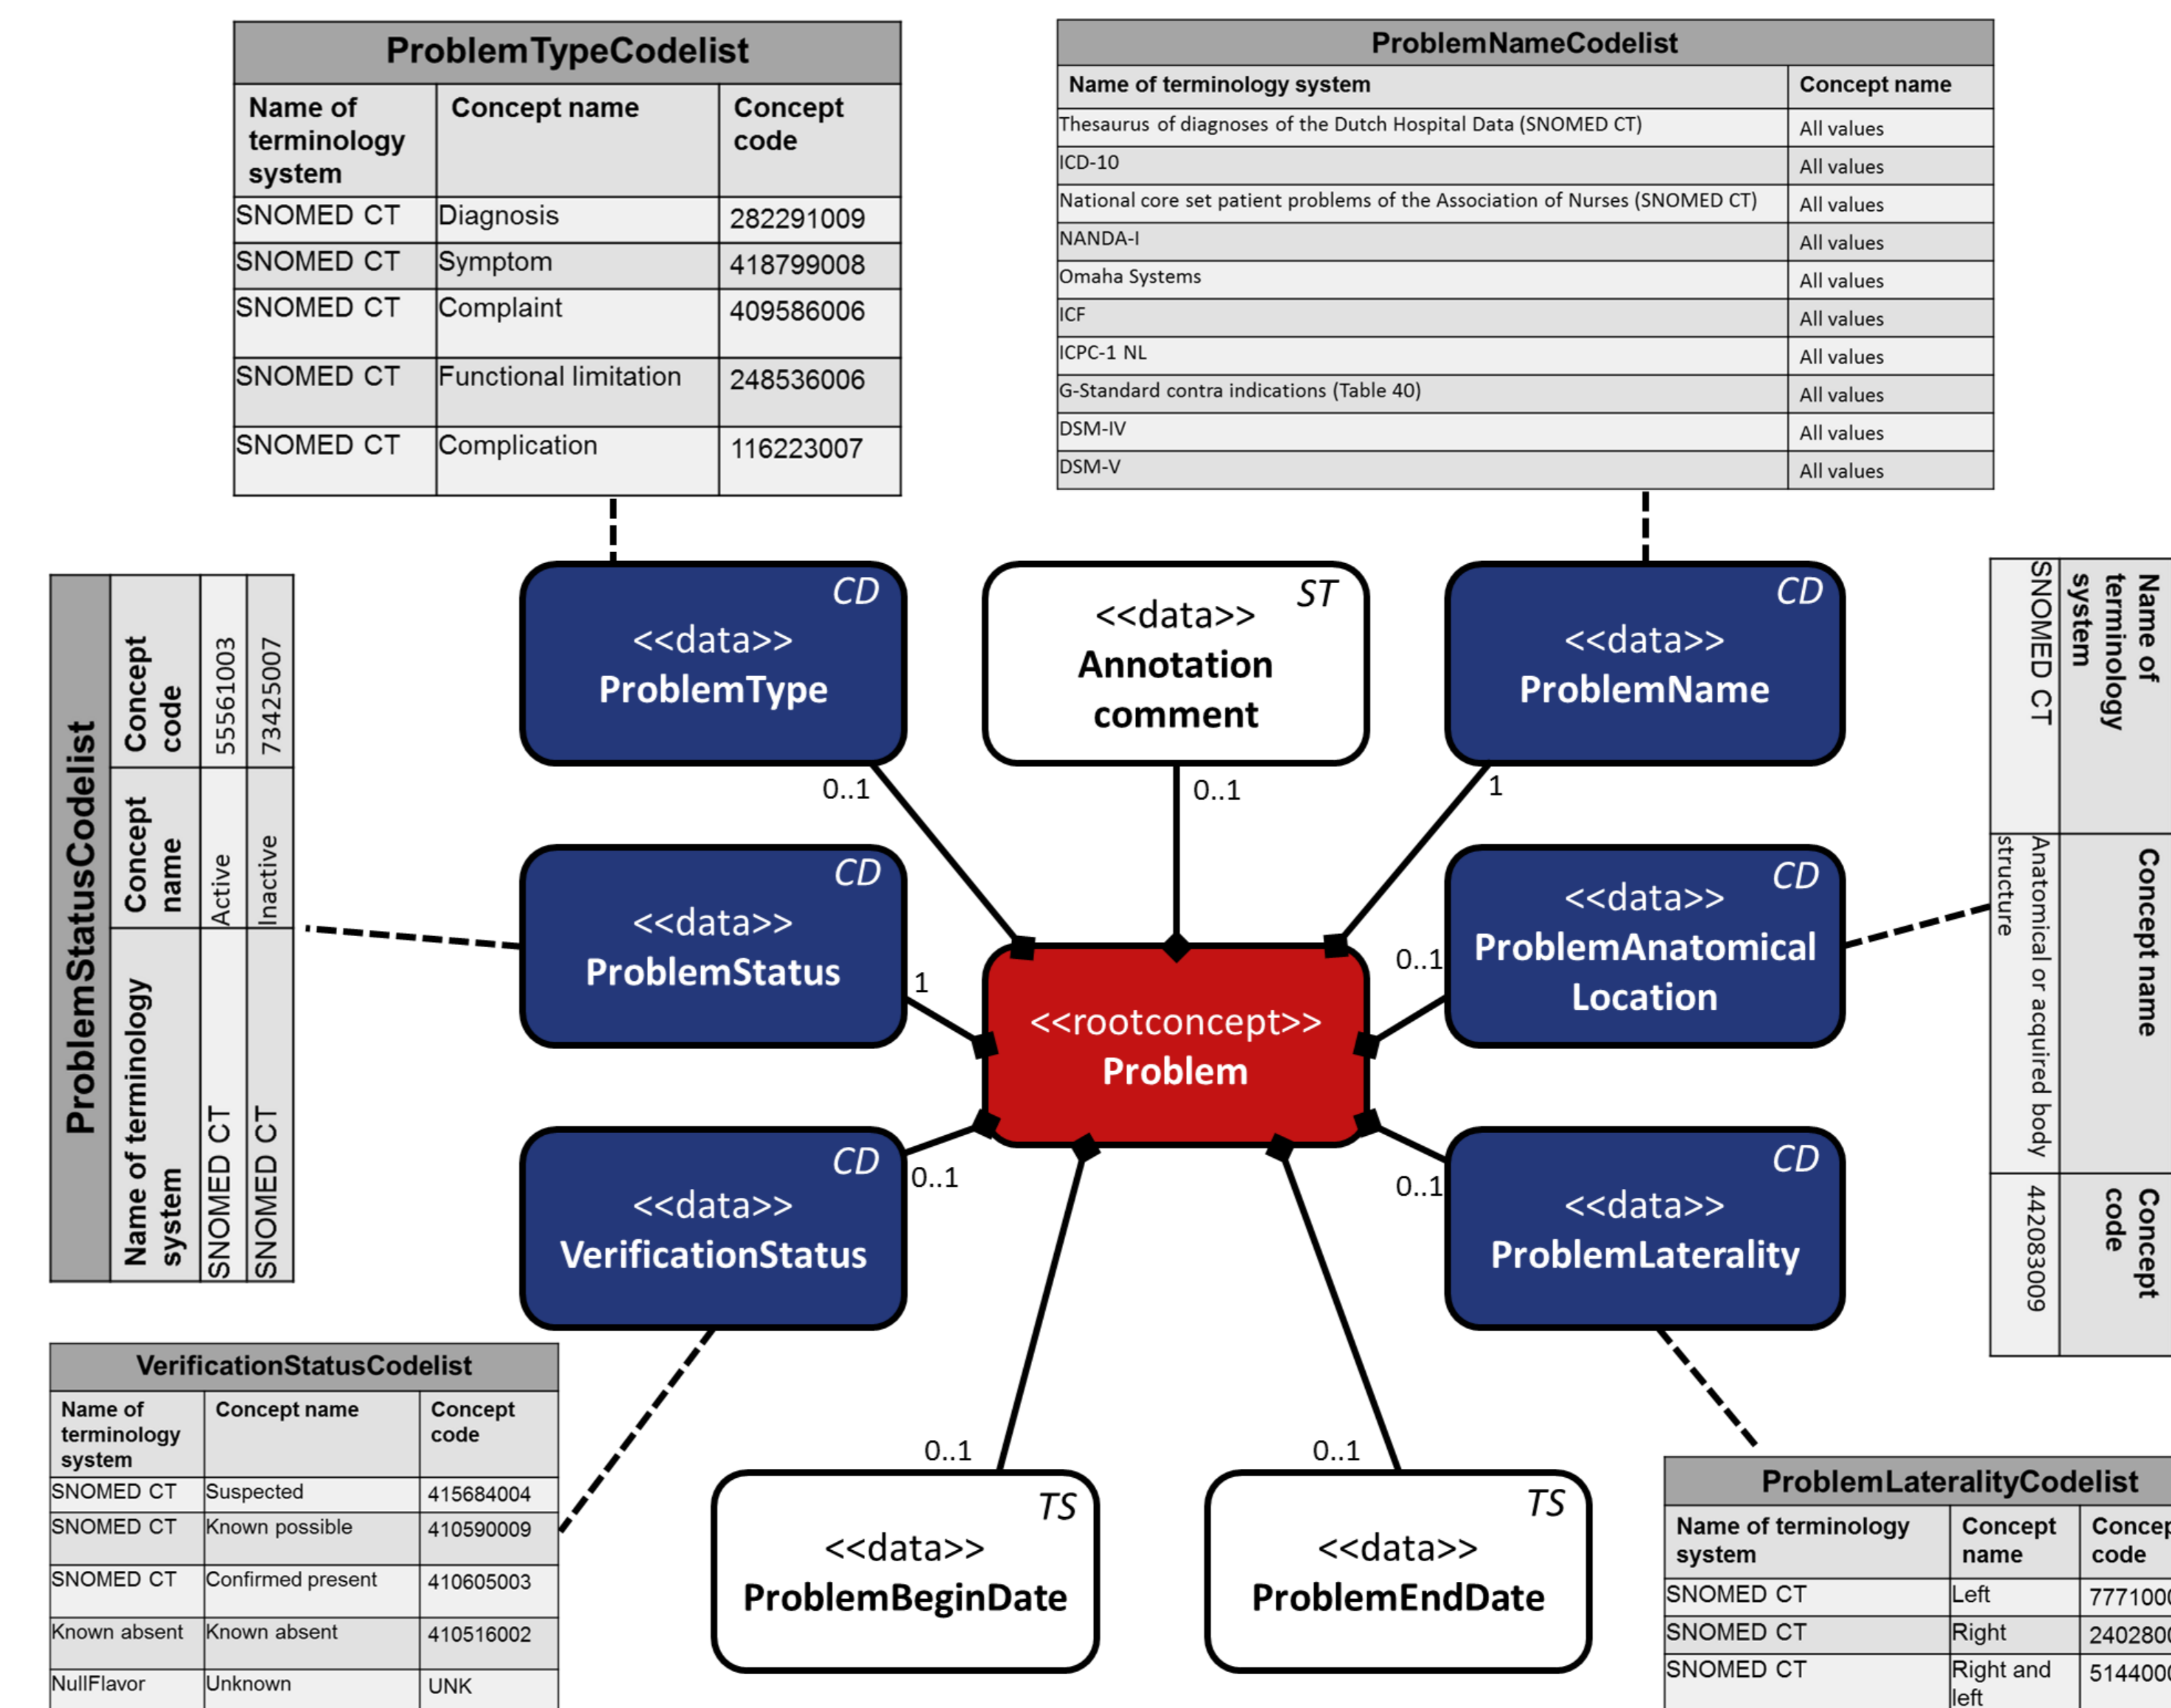 ProblemTypeCodelist
Name of terminology system
Concept name
Concept code
SNOMED CT Diagnosis 282291009
SNOMED CT Symptom 418799008
SNOMED CT Complaint 409586006
SNOMED CT Functional limitation 248536006
SNOMED CT Complication 116223007
ProblemNameCodelist
Name of terminology system Concept name
Thesaurus of diagnoses of the Dutch Hospital Data (SNOMED CT) All values
ICD-10 All values
National core set patient problems of the Association of Nurses (SNOMED CT) All values
NANDA-I All values
Omaha Systems All values
ICF All values
ICPC-1 NL All values
G-Standard contra indications (Table 40) All values
DSM-IV All values
DSM-V All values
ProblemStatusCodelist
Name of terminology system
Concept name
Concept code
SNOMED CT Active 55561003
SNOMED CT Inactive 73425007
CD
<<data>>
ProblemType
0..1
ST
<<data>>
Annotation
comment
0..1
CD
<<data>>
ProblemName
1
CD
<<data>>
ProblemStatus
1
CD
<<data>>
ProblemAnatomical
Location
0..1
<<rootconcept>>
Problem
CD
<<data>>
VerificationStatus
0..1
CD
<<data>>
ProblemLaterality
0..1
Name of
terminology
system
Concept name
Concept
code
SNOMED CT
Anatomical or acquired body
structure
442083009
VerificationStatusCodelist
Name of terminology system
Concept name
Concept code
SNOMED CT Suspected 415684004
SNOMED CT Known possible 410590009
SNOMED CT Confirmed present 410605003
Known absent Known absent 410516002
NullFlavor Unknown UNK
0..1
TS
<<data>>
ProblemBeginDate
0..1
TS
<<data>>
ProblemEndDate
ProblemLateralityCodelist
Name of terminology system
Concept name
code
SNOMED CT Left
SNOMED CT Right
SNOMED CT Right and left